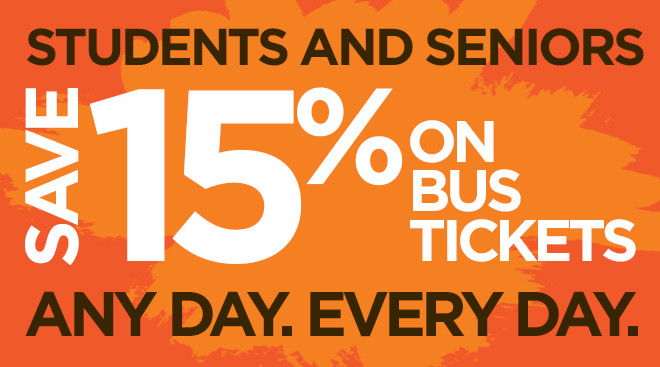 STUDENTS AND SENIORS
SAVE
15%
ON
BUS
TICKETS
ANY DAY. EVERY DAY.